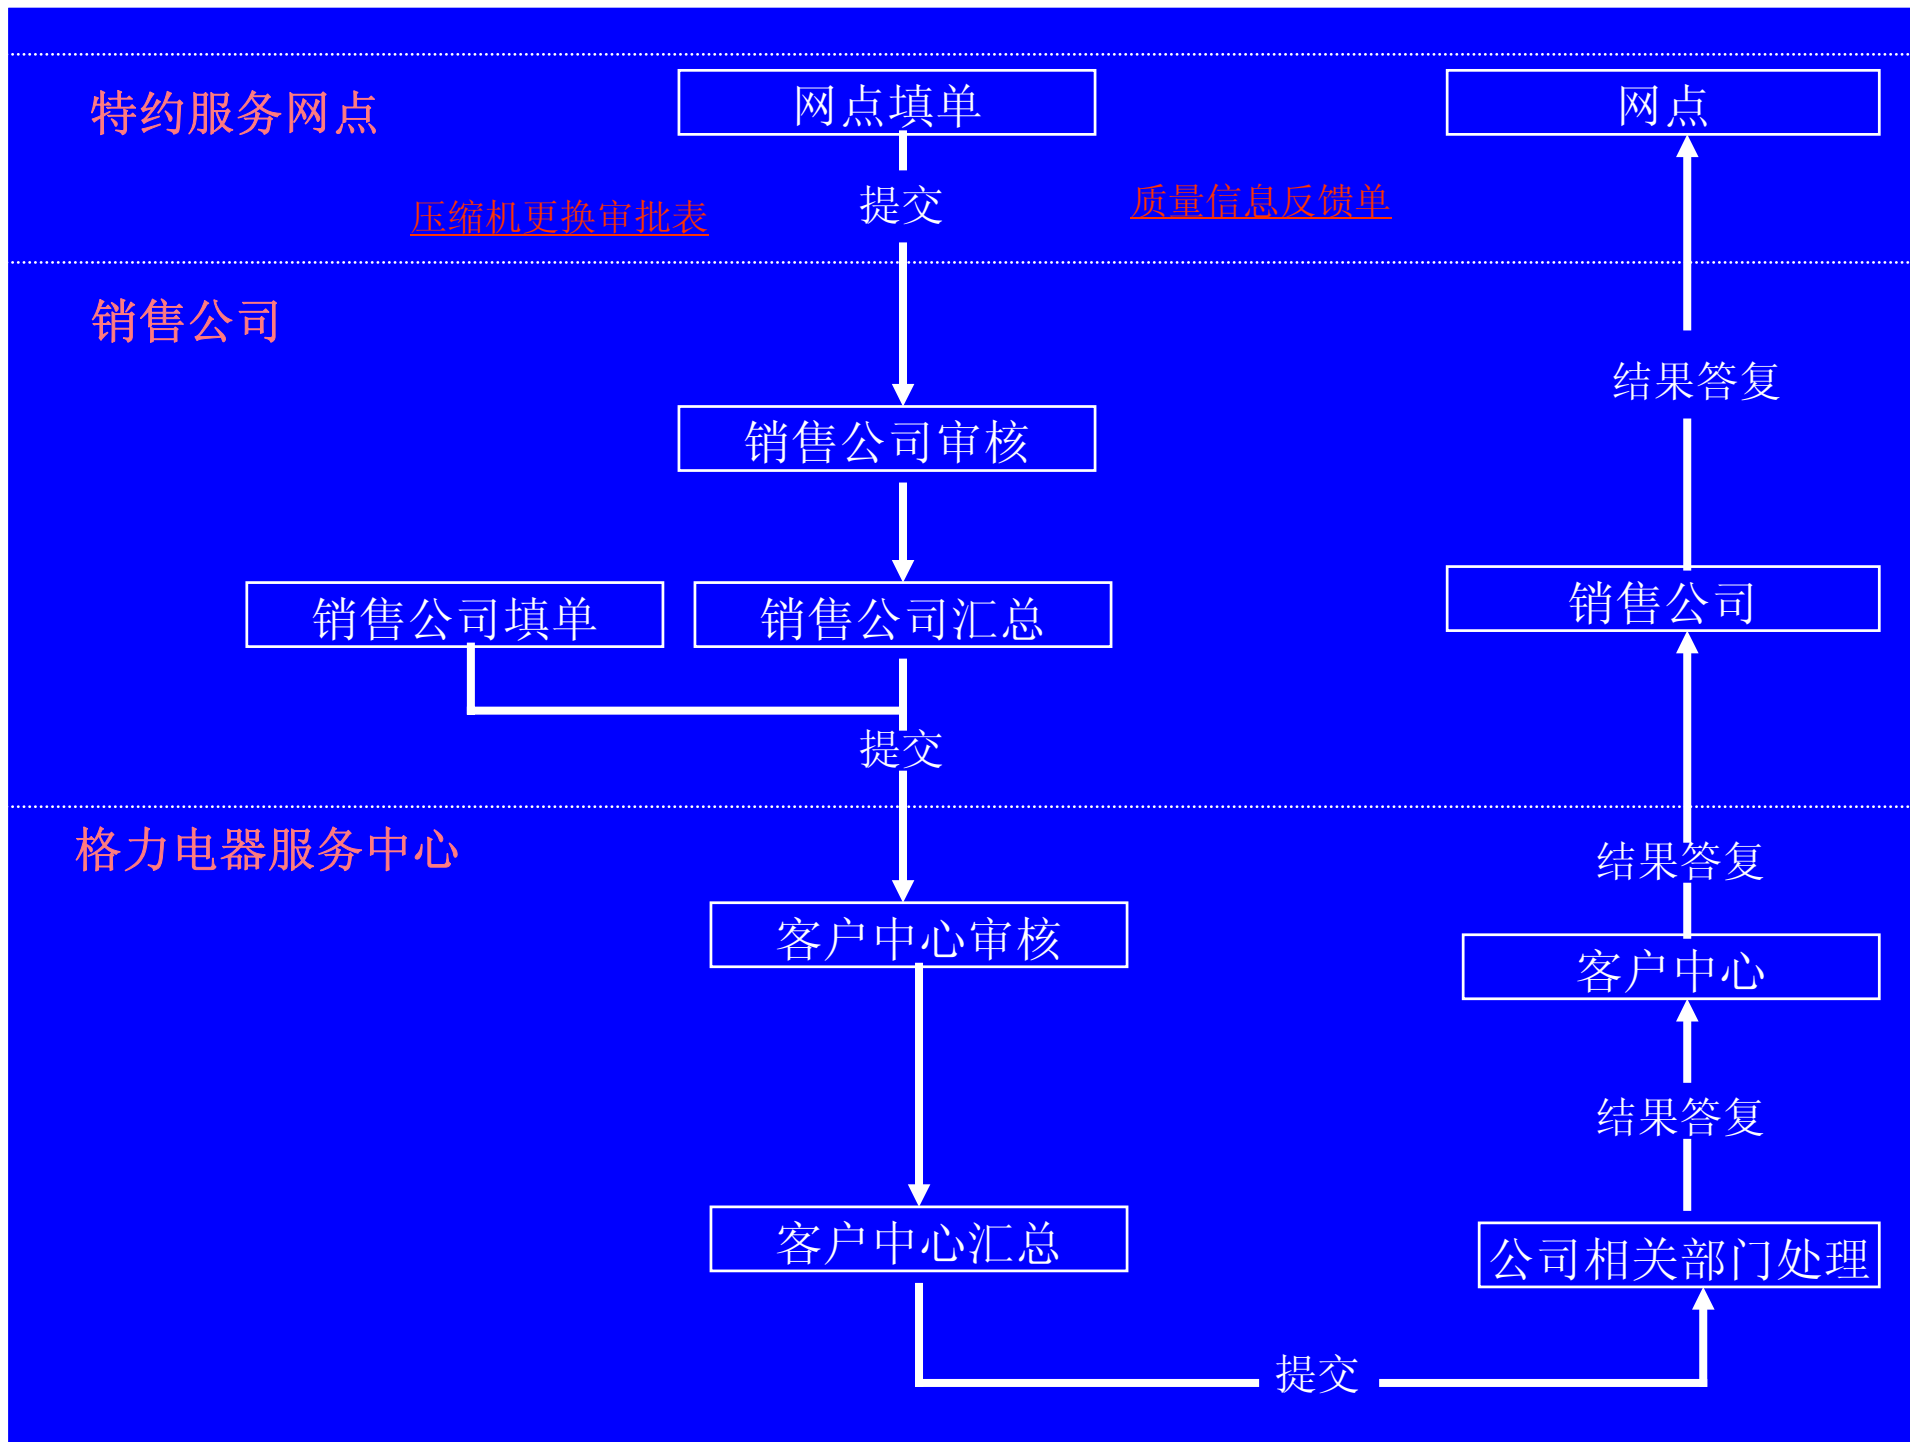 特约服务网点
网点填单
网点
压缩机更换审批表
提交
质量信息反馈单
销售公司
结果答复
销售公司审核
销售公司填单
销售公司汇总
销售公司
提交
格力电器服务中心
结果答复
客户中心审核
客户中心
结果答复
客户中心汇总
公司相关部门处理
提交